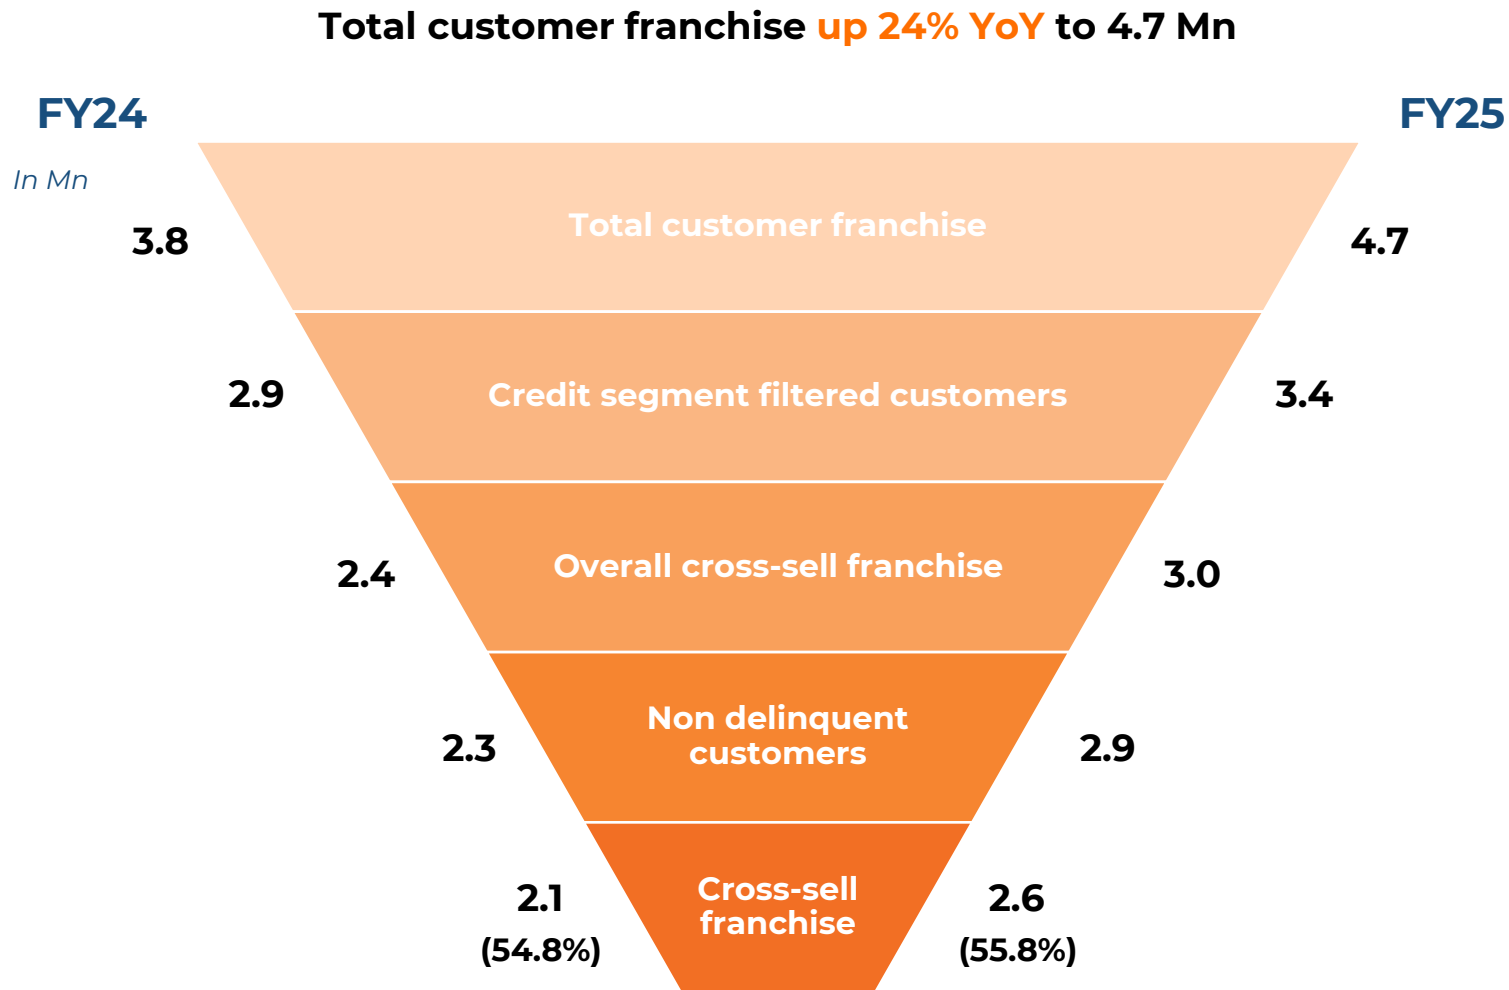 Total customer franchise up 24% YoY to 4.7 Mn
FY24
FY25
In Mn
3.8
Total customer franchise
4.7
2.9
Credit segment filtered customers
3.4
2.4
Overall cross-sell franchise
3.0
2.3
Non delinquent
customers
2.9
2.1
(54.8%)
Cross-sell
franchise
2.6
(55.8%)